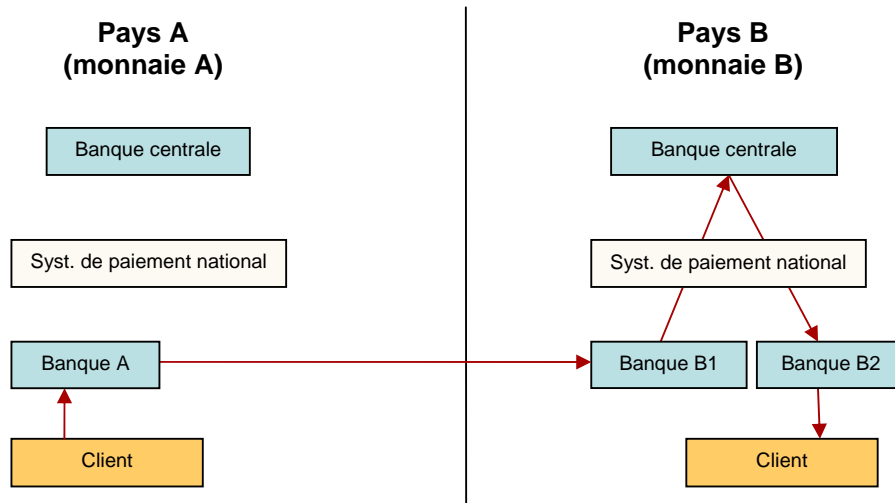 Pays A
(monnaie A)
Pays B
(monnaie B)
Banque centrale
Banque centrale
Syst. de paiement national
Syst. de paiement national
Banque A
Banque B1
Banque B2
Client
Client